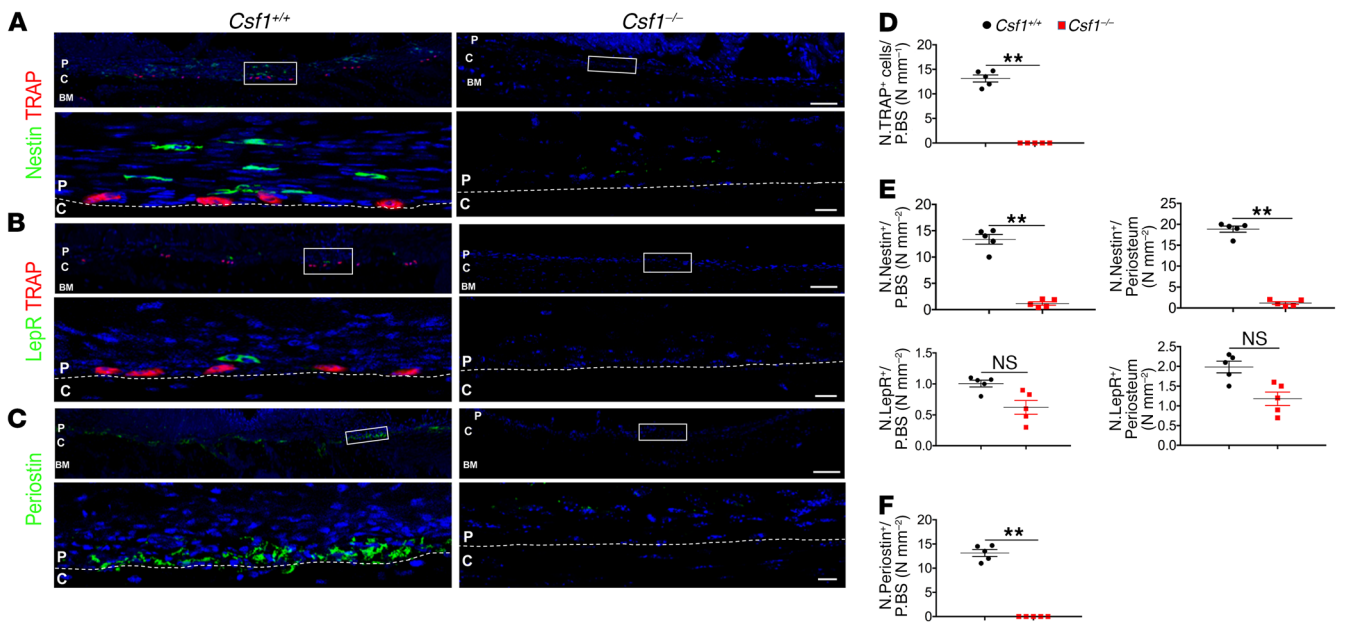 A
Csf1+/+
Csf1–/–
Nestin TRAP
P
C
BM
P
C
BM
P
C
P
C
B
LepR TRAP
P
C
BM
P
C
BM
P
C
P
C
C
Periostin
P
C
BM
P
C
BM
P
C
P
C
D
Csf1+/+ Csf1–/–
N.TRAP+ cells/
P.BS (N mm–1)
20
15
10
5
0
**
E
N.Nestin+/
P.BS (N mm–2)
20
15
10
5
0
**
N.Nestin+/
Periosteum
(N mm–2)
25
20
15
10
5
0
**
N.LepR+/
P.BS (N mm–2)
1.5
1.0
0.5
0.0
NS
N.LepR+/
Periosteum
(N mm–2)
2.5
2.0
1.5
1.0
0.5
0.0
NS
F
N.Periostin+/
P.BS (N mm–2)
20
15
10
5
0
**